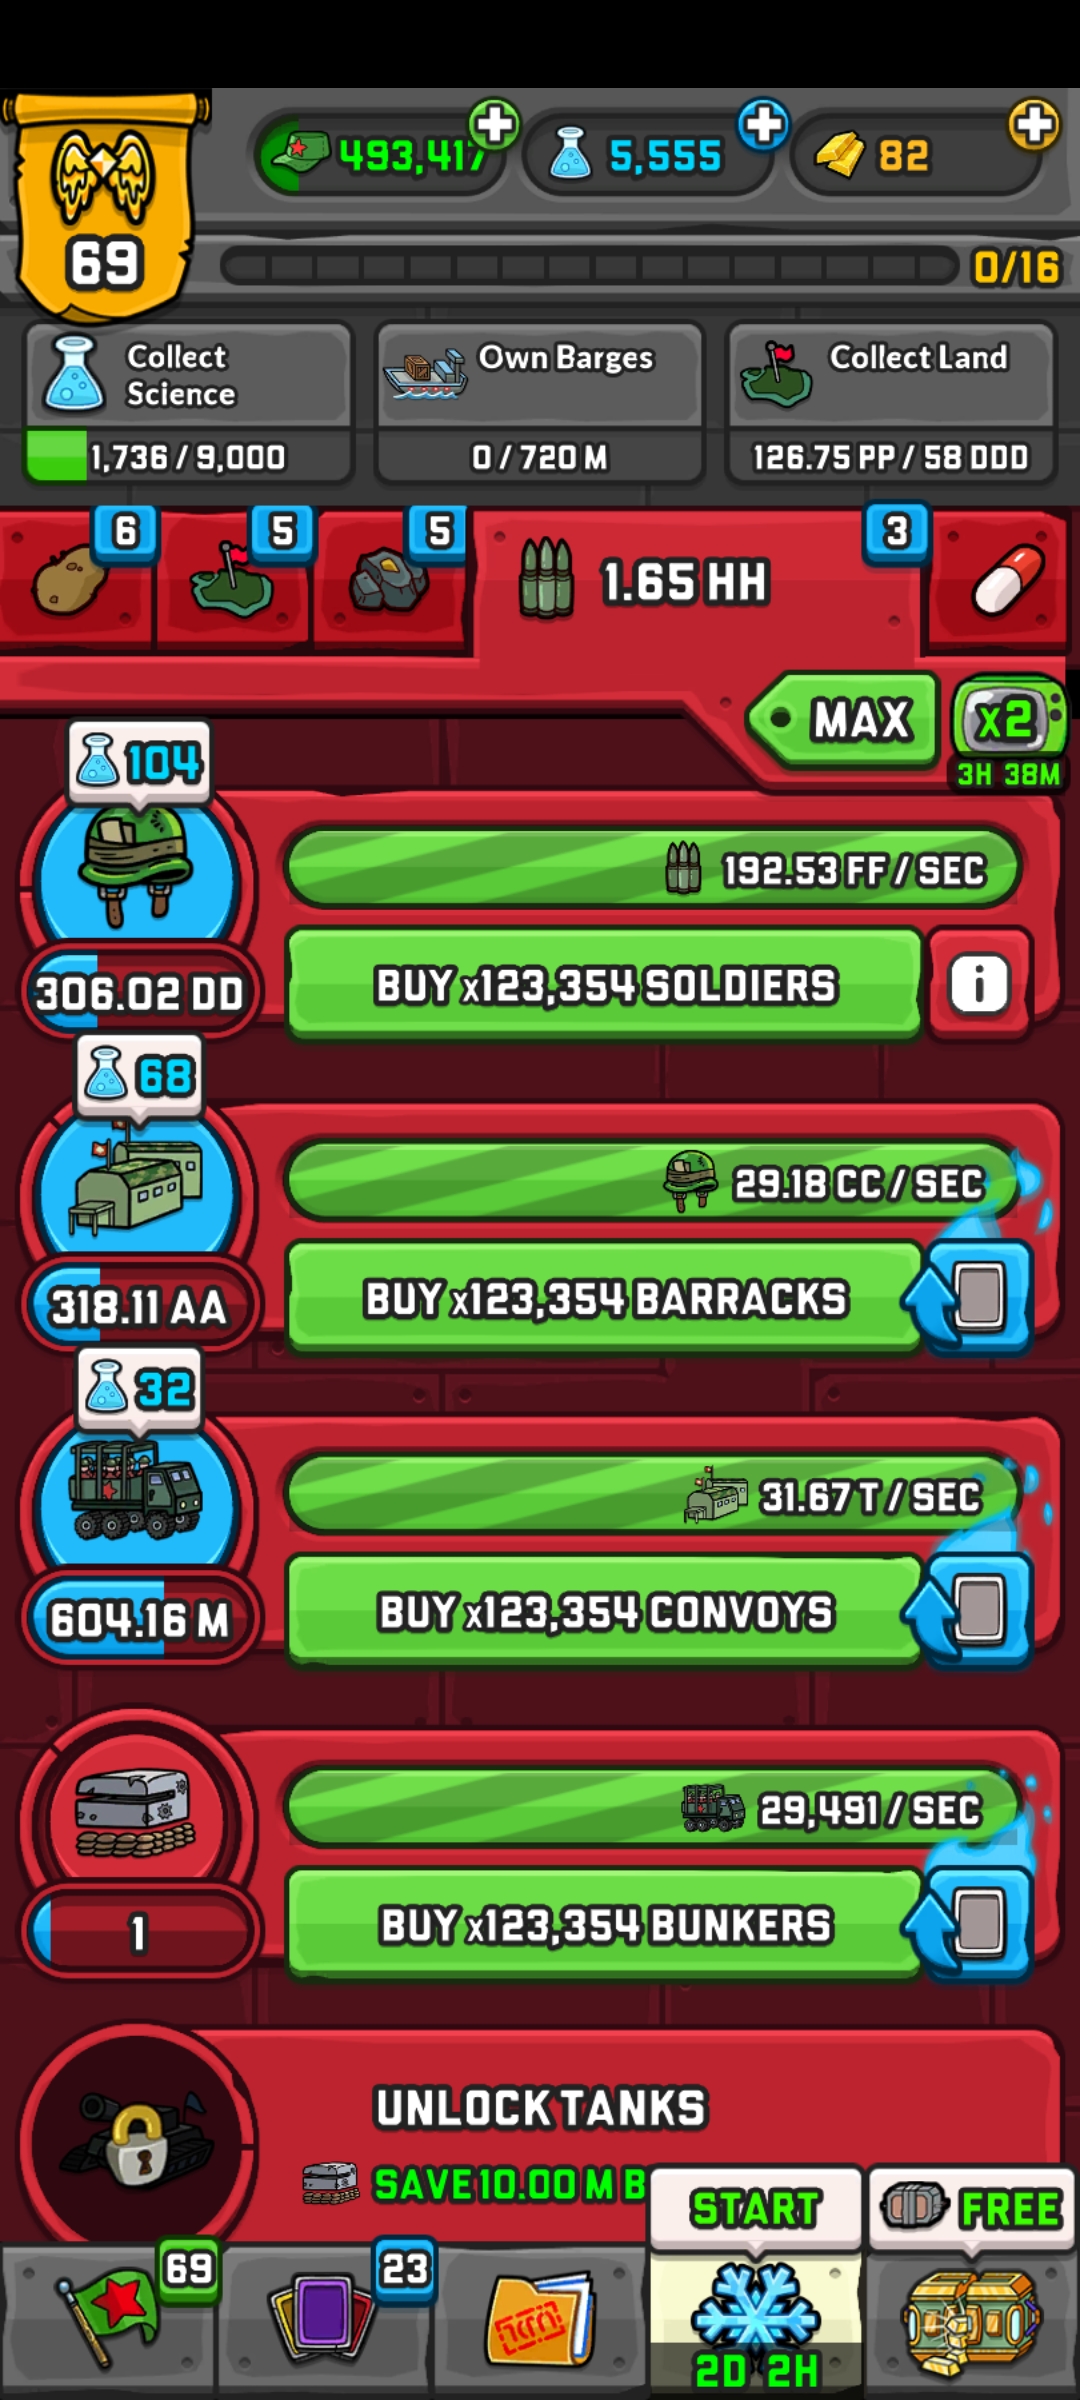 493,417
5,555
82
69
0/16
Collect
Science
1,736 / 9,000
Own Barges
0 / 720 M
Collect Land
126.75 PP / 58 DDD
6
5
5
1.65 HH
3
MAX
x2
3H 38M
104
192.53 FF / SEC
306.02 DD
BUY x123,354 SOLDIERS
i
68
29.18 CC / SEC
318.11 AA
BUY x123,354 BARRACKS
32
31.67 T / SEC
604.16 M
BUY x123,354 CONVOYS
29,491 / SEC
1
BUY x123,354 BUNKERS
UNLOCK TANKS
SAVE 10.00 M B
START
FREE
69
23
2D 2H